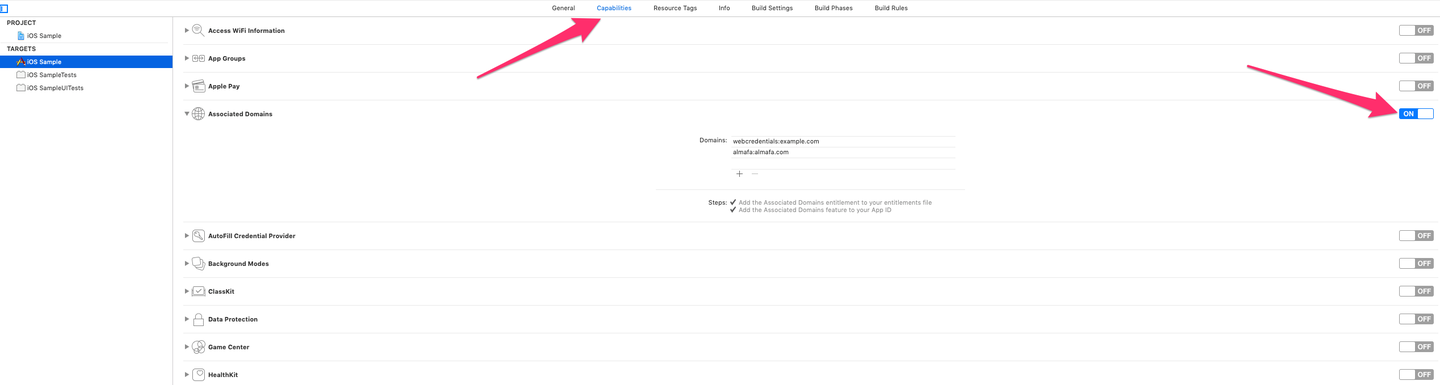 General Capabilities Resource Tags Info Build Settings Build Phases Build Rules
PROJECT
iOS Sample
TARGETS
iOS Sample
iOS SampleTests
iOS SampleUITests
Access WiFi Information OFF
App Groups OFF
Apple Pay OFF
Associated Domains ON
Domains: webcredentials:example.com
almafa:almafa.com
+ −
Steps: ✔ Add the Associated Domains entitlement to your entitlements file
✔ Add the Associated Domains feature to your App ID
AutoFill Credential Provider OFF
Background Modes OFF
ClassKit OFF
Data Protection OFF
Game Center OFF
HealthKit OFF